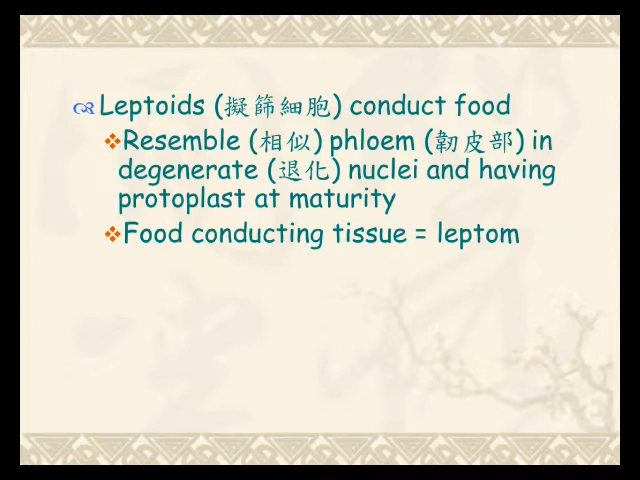 Leptoids (擬篩細胞) conduct food
Resemble (相似) phloem (韌皮部) in
degenerate (退化) nuclei and having
protoplast at maturity
Food conducting tissue = leptom